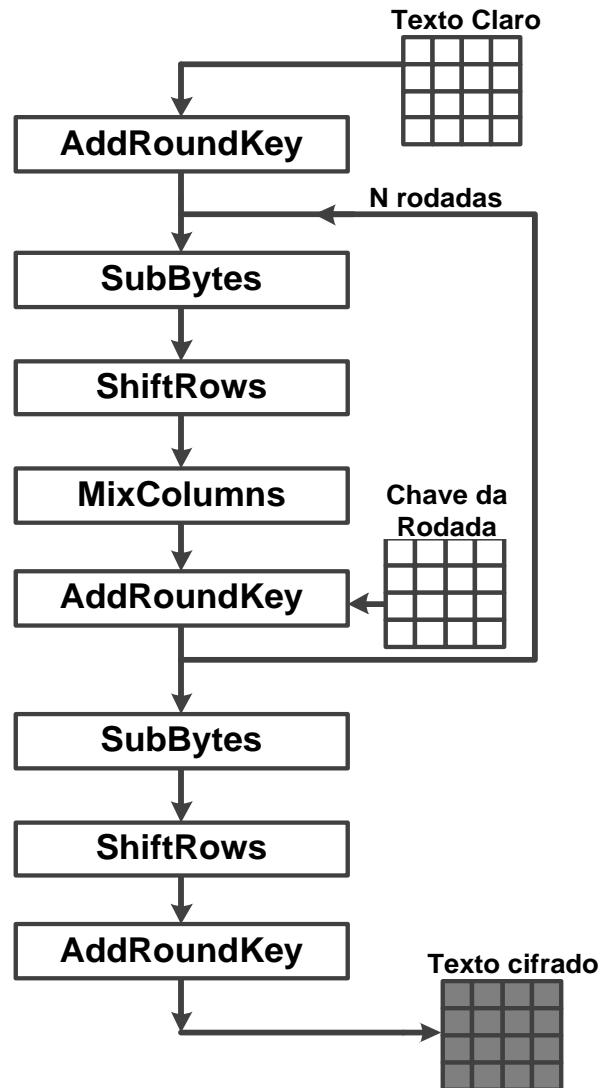 Texto Claro
AddRoundKey
N rodadas
SubBytes
ShiftRows
MixColumns
Chave da
Rodada
AddRoundKey
SubBytes
ShiftRows
AddRoundKey
Texto cifrado